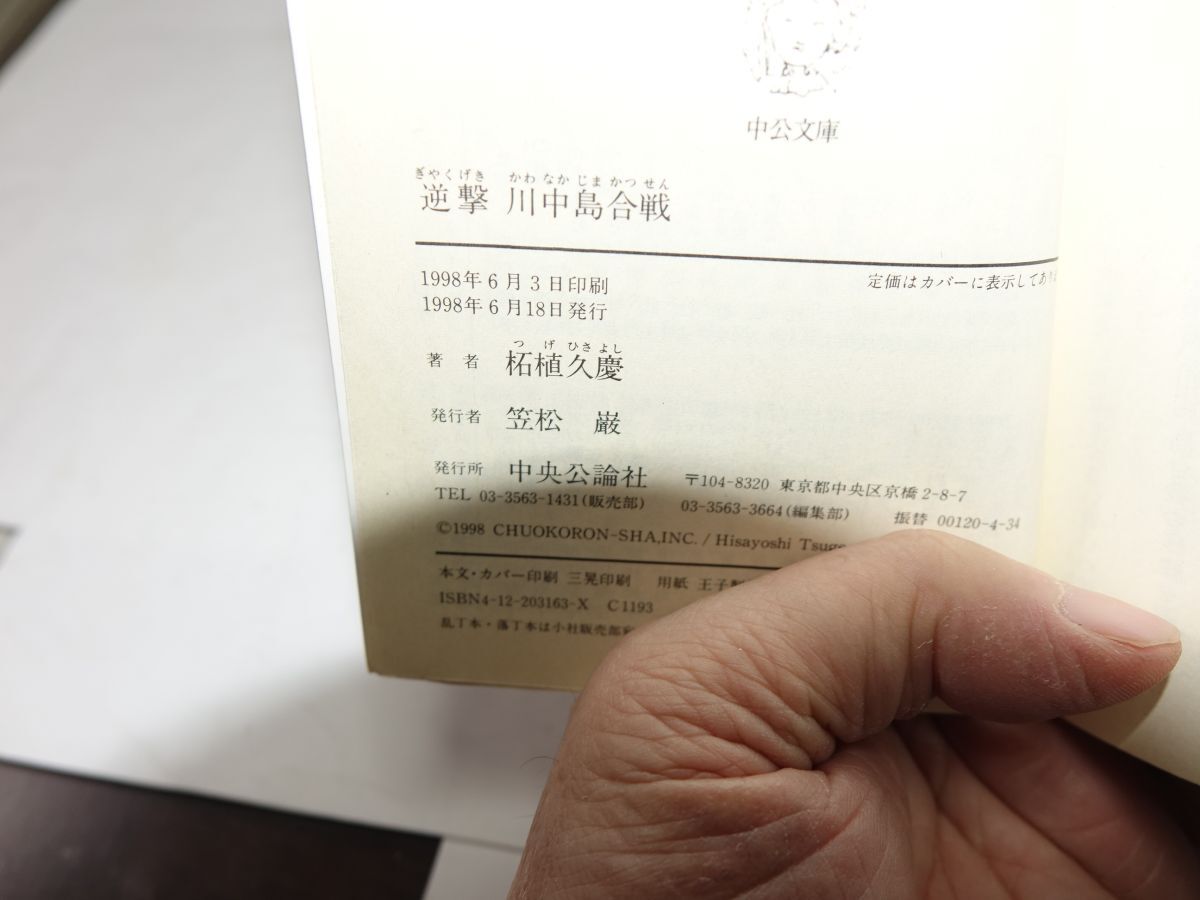 中公文庫
ぎゃくげき かわ なか じま かつ せん
逆撃 川中島合戦
1998年6月3日印刷
定価はカバーに表示して
1998年6月18日発行
つ げ ひさ よし
著 者 柘植久慶
発行者 笠松 巌
発行所 中央公論社 〒104-8320 東京都中央区京橋2-8-7
TEL 03-3563-1431(販売部) 03-3563-3664(編集部) 振替 00120-4-34
©1998 CHUOKORON-SHA,INC. / Hisayoshi Tsuge
本文・カバー印刷 三晃印刷 用紙 王子
ISBN4-12-203163-X C1193
乱丁本・落丁本は小社販売部